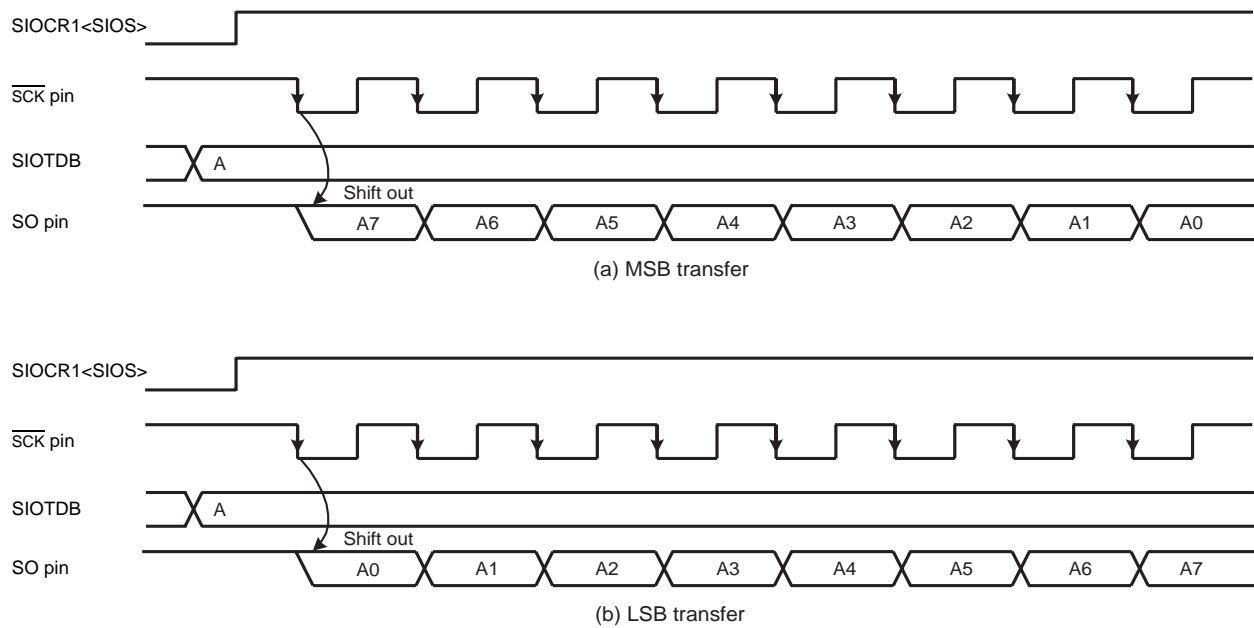 SIOCR1<SIOS>
SCK pin
SIOTDB
A
Shift out
SO pin
A7 A6 A5 A4 A3 A2 A1 A0
(a) MSB transfer
SIOCR1<SIOS>
SCK pin
SIOTDB
A
Shift out
SO pin
A0 A1 A2 A3 A4 A5 A6 A7
(b) LSB transfer